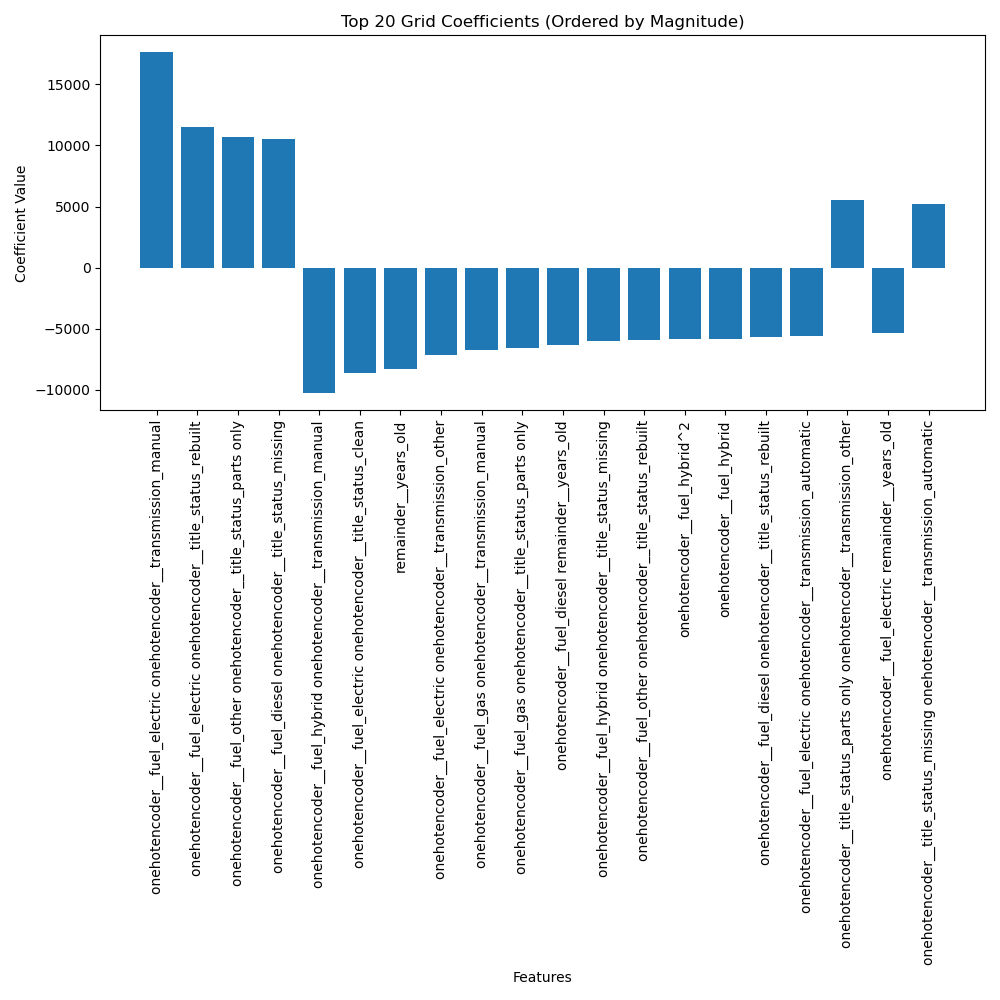 Top 20 Grid Coefficients (Ordered by Magnitude)
Coefficient Value
15000
10000
5000
0
−5000
−10000
onehotencoder__fuel_electric onehotencoder__transmission_manual
onehotencoder__fuel_electric onehotencoder__title_status_rebuilt
onehotencoder__fuel_other onehotencoder__title_status_parts only
onehotencoder__fuel_diesel onehotencoder__title_status_missing
onehotencoder__fuel_hybrid onehotencoder__transmission_manual
onehotencoder__fuel_electric onehotencoder__title_status_clean
remainder__years_old
onehotencoder__fuel_electric onehotencoder__transmission_other
onehotencoder__fuel_gas onehotencoder__transmission_manual
onehotencoder__fuel_gas onehotencoder__title_status_parts only
onehotencoder__fuel_diesel remainder__years_old
onehotencoder__fuel_hybrid onehotencoder__title_status_missing
onehotencoder__fuel_other onehotencoder__title_status_rebuilt
onehotencoder__fuel_hybrid^2
onehotencoder__fuel_hybrid
onehotencoder__fuel_diesel onehotencoder__title_status_rebuilt
onehotencoder__fuel_electric onehotencoder__transmission_automatic
onehotencoder__title_status_parts only onehotencoder__transmission_other
onehotencoder__fuel_electric remainder__years_old
onehotencoder__title_status_missing onehotencoder__transmission_automatic
Features